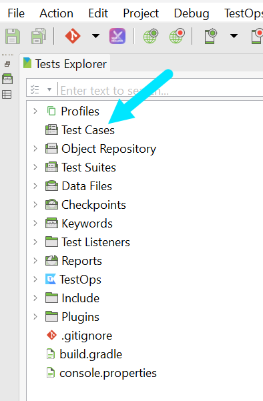 File Action Edit Project Debug TestOps
Tests Explorer
Enter text to search...
Profiles
Test Cases
Object Repository
Test Suites
Data Files
Checkpoints
Keywords
Test Listeners
Reports
TestOps
Include
Plugins
.gitignore
build.gradle
console.properties